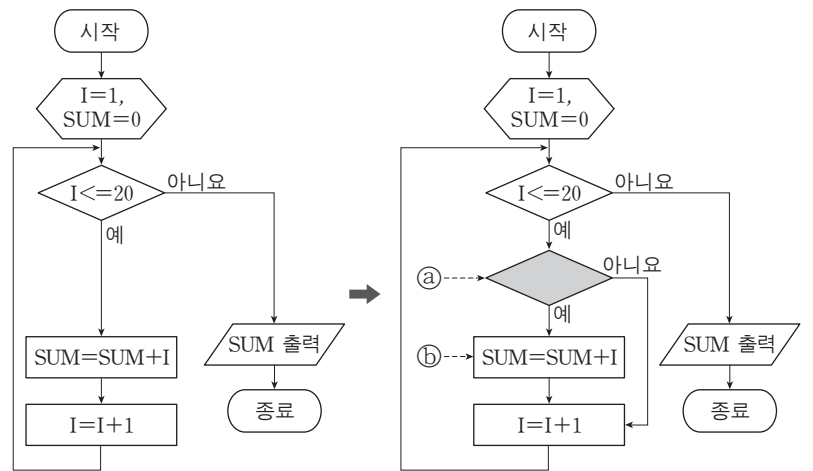 시작
I=1,
SUM=0
I<=20
아니요
예
SUM=SUM+I
I=I+1
SUM 출력
종료
시작
I=1,
SUM=0
I<=20
아니요
예
ⓐ
아니요
예
ⓑ
SUM=SUM+I
I=I+1
SUM 출력
종료